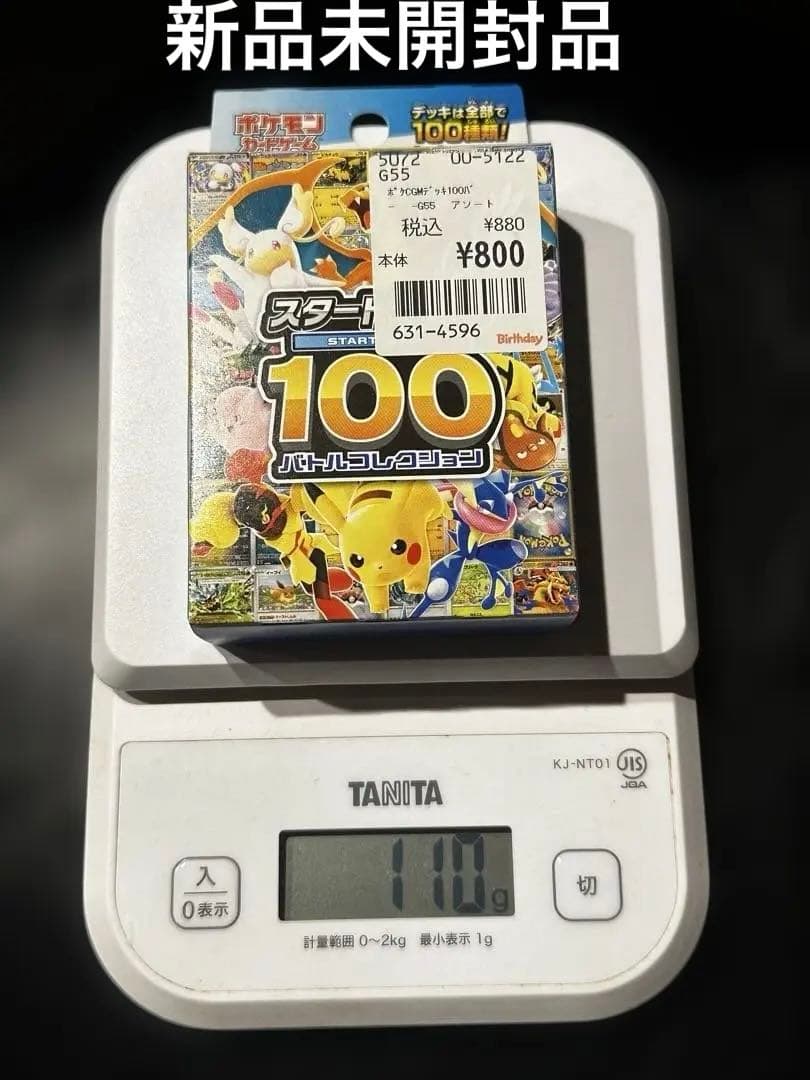 新品未開封品
ポケモン
カードゲーム
デッキは全部で
100種類!
5072 00-5122
G55
ﾎﾟｹCGMﾃﾞｯｷ100ﾊﾞ
- -G55 アソート
税込 ¥880
本体 ¥800
631-4596 Birthday
スタート
START
100
バトルコレクション
KJ-NT01 JIS
JQA
TANITA
110g
入
0表示
切
計量範囲 0〜2kg 最小表示 1g